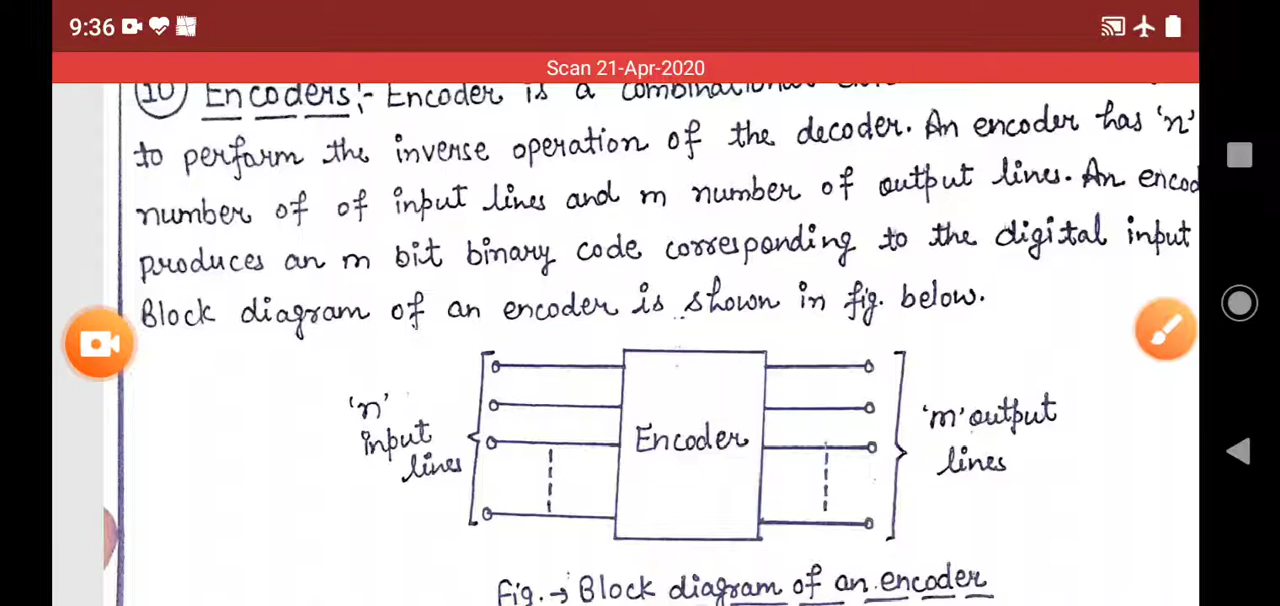 9:36
Scan 21-Apr-2020
10 Encoders:- Encoder is a combinational
to perform the inverse operation of the decoder. An encoder has 'n'
number of of input lines and m number of output lines. An encod
produces an m bit binary code corresponding to the digital input
Block diagram of an encoder is shown in fig. below.
'n'
input
lines
Encoder
'm' output
lines
Fig. → Block diagram of an encoder